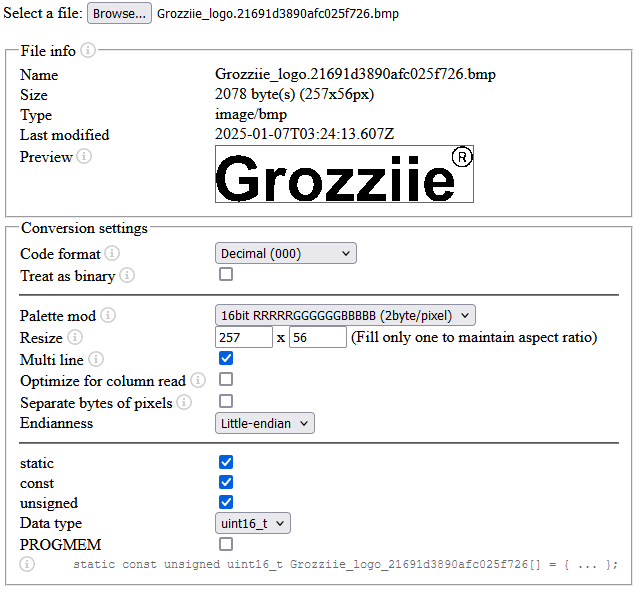 Select a file: Browse... Grozziie_logo.21691d3890afc025f726.bmp
File info
Name Grozziie_logo.21691d3890afc025f726.bmp
Size 2078 byte(s) (257x56px)
Type image/bmp
Last modified 2025-01-07T03:24:13.607Z
Preview Grozziie®
Conversion settings
Code format Decimal (000)
Treat as binary
Palette mod 16bit RRRRRGGGGGGBBBBB (2byte/pixel)
Resize 257 x 56 (Fill only one to maintain aspect ratio)
Multi line
Optimize for column read
Separate bytes of pixels
Endianness Little-endian
static
const
unsigned
Data type uint16_t
PROGMEM
static const unsigned uint16_t Grozziie_logo_21691d3890afc025f726[] = { ... };